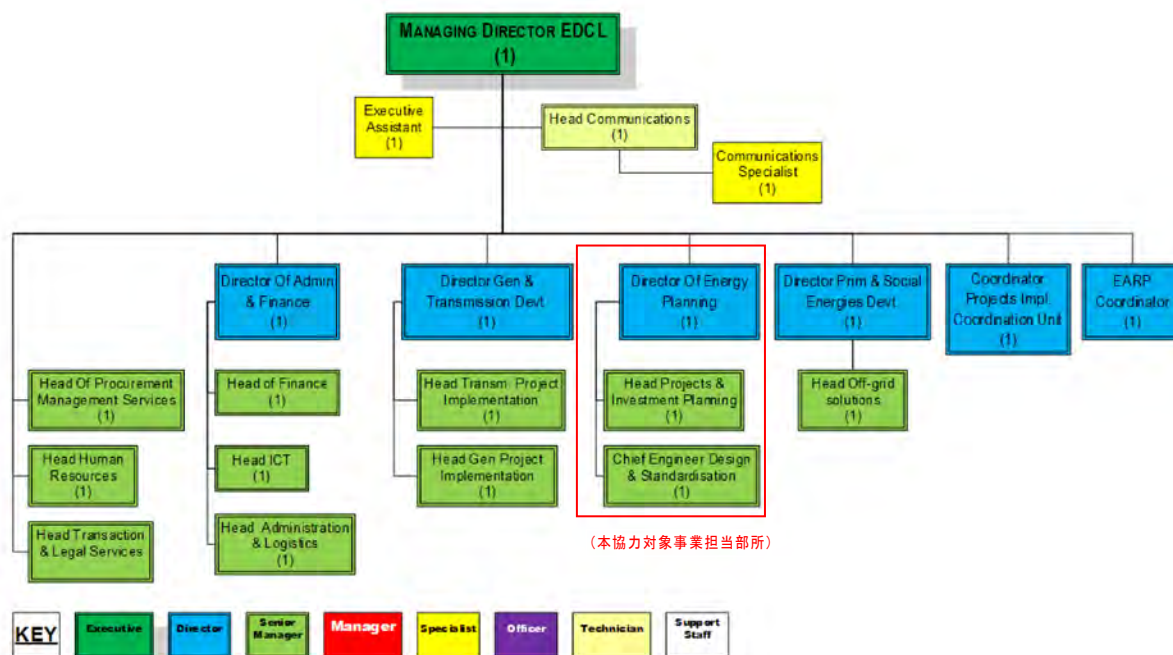 MANAGING DIRECTOR EDCL
(1)
Executive
Assistant
(1)
Head Communications
(1)
Communications
Specialist
(1)
Director Of Admin
& Finance
(1)
Director Gen &
Transmission Devt.
(1)
Director Of Energy
Planning
(1)
Director Prim & Social
Energies Devt.
(1)
Coordinator
Projects Impl.
Coordination Unit
(1)
EARP
Coordinator
(1)
Head Of Procurement
Management Services
(1)
Head of Finance
(1)
Head Transm. Project
Implementation
(1)
Head Projects &
Investment Planning
(1)
Head Off-grid
solutions
(1)
Head Human
Resources
(1)
Head ICT
(1)
Head Gen Project
Implementation
(1)
Chief Engineer Design
& Standardisation
(1)
Head Transaction
& Legal Services
Head Administration
& Logistics
(1)
(本協力対象事業担当部所)
KEY
Executive
Director
Senior
Manager
Manager
Specialist
Officer
Technician
Support
Staff